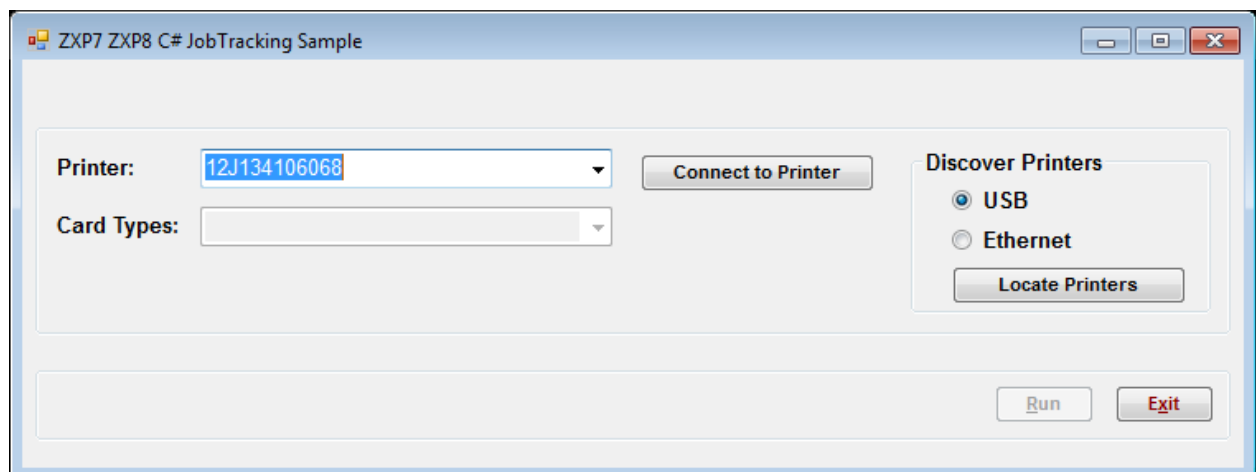 ZXP7 ZXP8 C# JobTracking Sample
Printer:
12J134106068
Connect to Printer
Card Types:
Discover Printers
USB
Ethernet
Locate Printers
Run
Exit